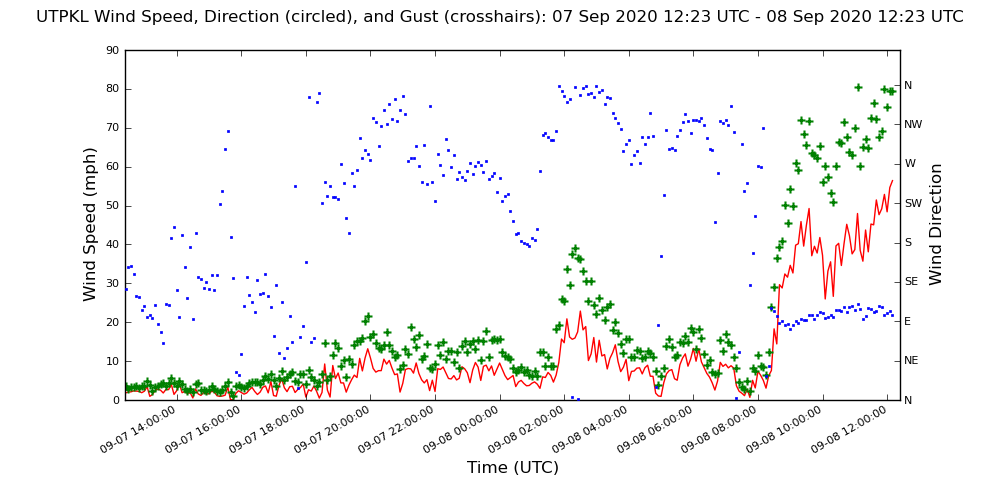 UTPKL Wind Speed, Direction (circled), and Gust (crosshairs): 07 Sep 2020 12:23 UTC - 08 Sep 2020 12:23 UTC
90
80
70
60
50
40
30
20
10
0
Wind Speed (mph)
N
NW
W
SW
S
SE
E
NE
N
Wind Direction
09-07 14:00:00
09-07 16:00:00
09-07 18:00:00
09-07 20:00:00
09-07 22:00:00
09-08 00:00:00
09-08 02:00:00
09-08 04:00:00
09-08 06:00:00
09-08 08:00:00
09-08 10:00:00
09-08 12:00:00
Time (UTC)